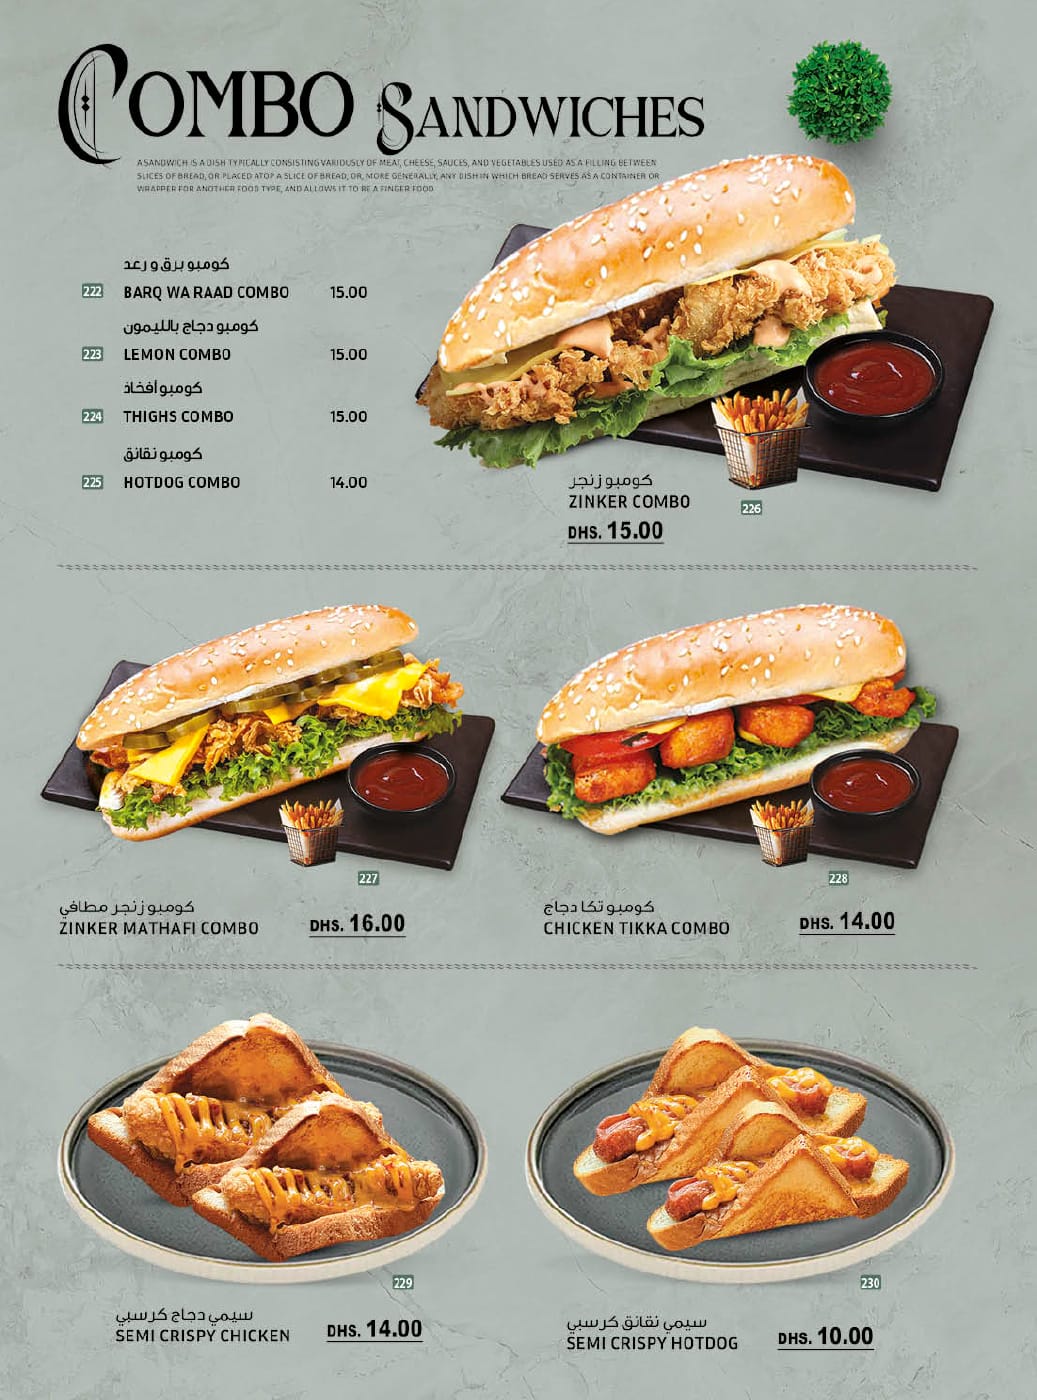 COMBO SANDWICHES
A SANDWICH IS A DISH TYPICALLY CONSISTING VARIOUSLY OF MEAT, CHEESE, SAUCES, AND VEGETABLES USED AS A FILLING BETWEEN
SLICES OF BREAD, OR PLACED ATOP A SLICE OF BREAD, OR, MORE GENERALLY, ANY DISH IN WHICH BREAD SERVES AS A CONTAINER OR
WRAPPER FOR ANOTHER FOOD TYPE, AND ALLOWS IT TO BE A FINGER FOOD
كومبو برق و رعد
222 BARQ WA RAAD COMBO 15.00
كومبو دجاج بالليمون
223 LEMON COMBO 15.00
كومبو أفخاذ
224 THIGHS COMBO 15.00
كومبو نقانق
225 HOTDOG COMBO 14.00
كومبو زنجر
ZINKER COMBO 226
DHS. 15.00
227
كومبو زنجر مطافي
ZINKER MATHAFI COMBO DHS. 16.00
228
كومبو تكا دجاج
CHICKEN TIKKA COMBO DHS. 14.00
229
سيمي دجاج كرسبي
SEMI CRISPY CHICKEN DHS. 14.00
230
سيمي نقانق كرسبي
SEMI CRISPY HOTDOG DHS. 10.00